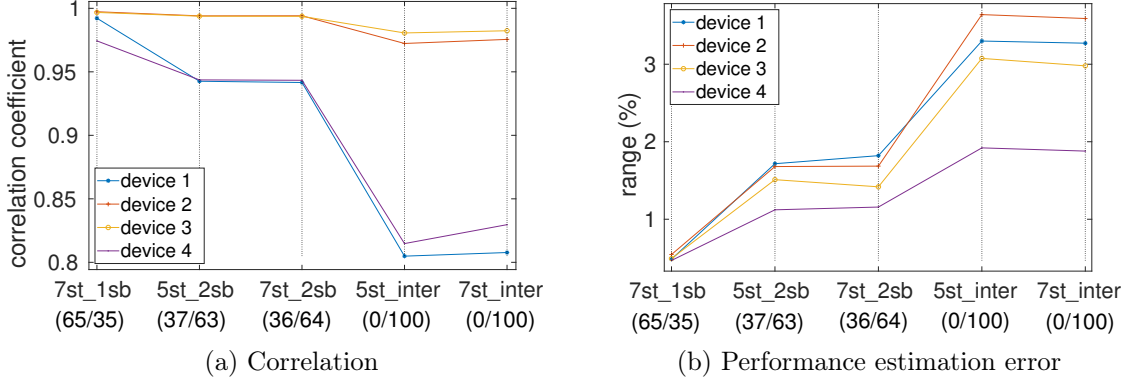 1
0.95
0.9
0.85
0.8
correlation coefficient
device 1
device 2
device 3
device 4
7st_1sb 5st_2sb 7st_2sb 5st_inter 7st_inter
(65/35) (37/63) (36/64) (0/100) (0/100)
(a) Correlation
3
2
1
range (%)
device 1
device 2
device 3
device 4
7st_1sb 5st_2sb 7st_2sb 5st_inter 7st_inter
(65/35) (37/63) (36/64) (0/100) (0/100)
(b) Performance estimation error